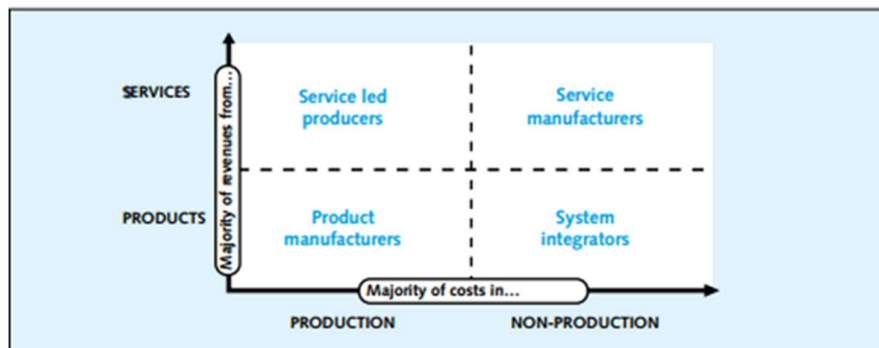 SERVICES
PRODUCTS
Majority of revenues from...
Service led
producers
Service
manufacturers
Product
manufacturers
System
integrators
Majority of costs in...
PRODUCTION
NON-PRODUCTION